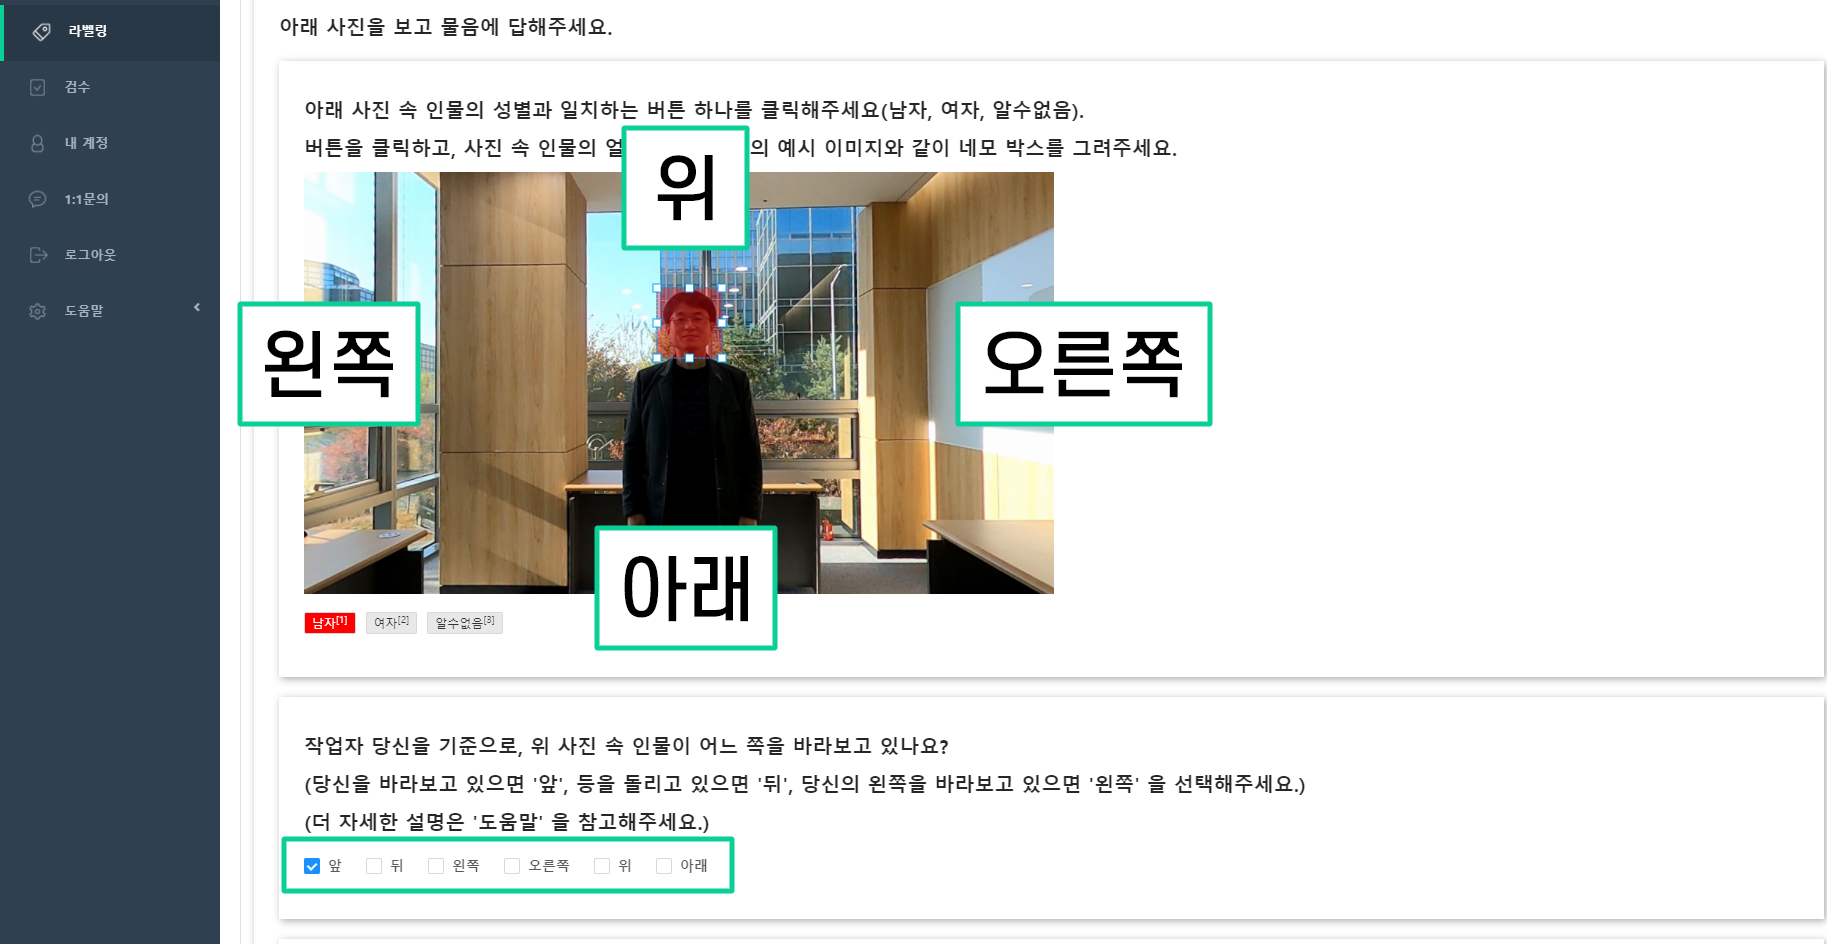 라벨링
검수
내 계정
1:1문의
로그아웃
도움말
아래 사진을 보고 물음에 답해주세요.
아래 사진 속 인물의 성별과 일치하는 버튼 하나를 클릭해주세요(남자, 여자, 알수없음).
버튼을 클릭하고, 사진 속 인물의 얼 의 예시 이미지와 같이 네모 박스를 그려주세요.
위
왼쪽
오른쪽
아래
남자[1] 여자[2] 알수없음[3]
작업자 당신을 기준으로, 위 사진 속 인물이 어느 쪽을 바라보고 있나요?
(당신을 바라보고 있으면 '앞', 등을 돌리고 있으면 '뒤', 당신의 왼쪽을 바라보고 있으면 '왼쪽' 을 선택해주세요.)
(더 자세한 설명은 '도움말' 을 참고해주세요.)
앞 뒤 왼쪽 오른쪽 위 아래